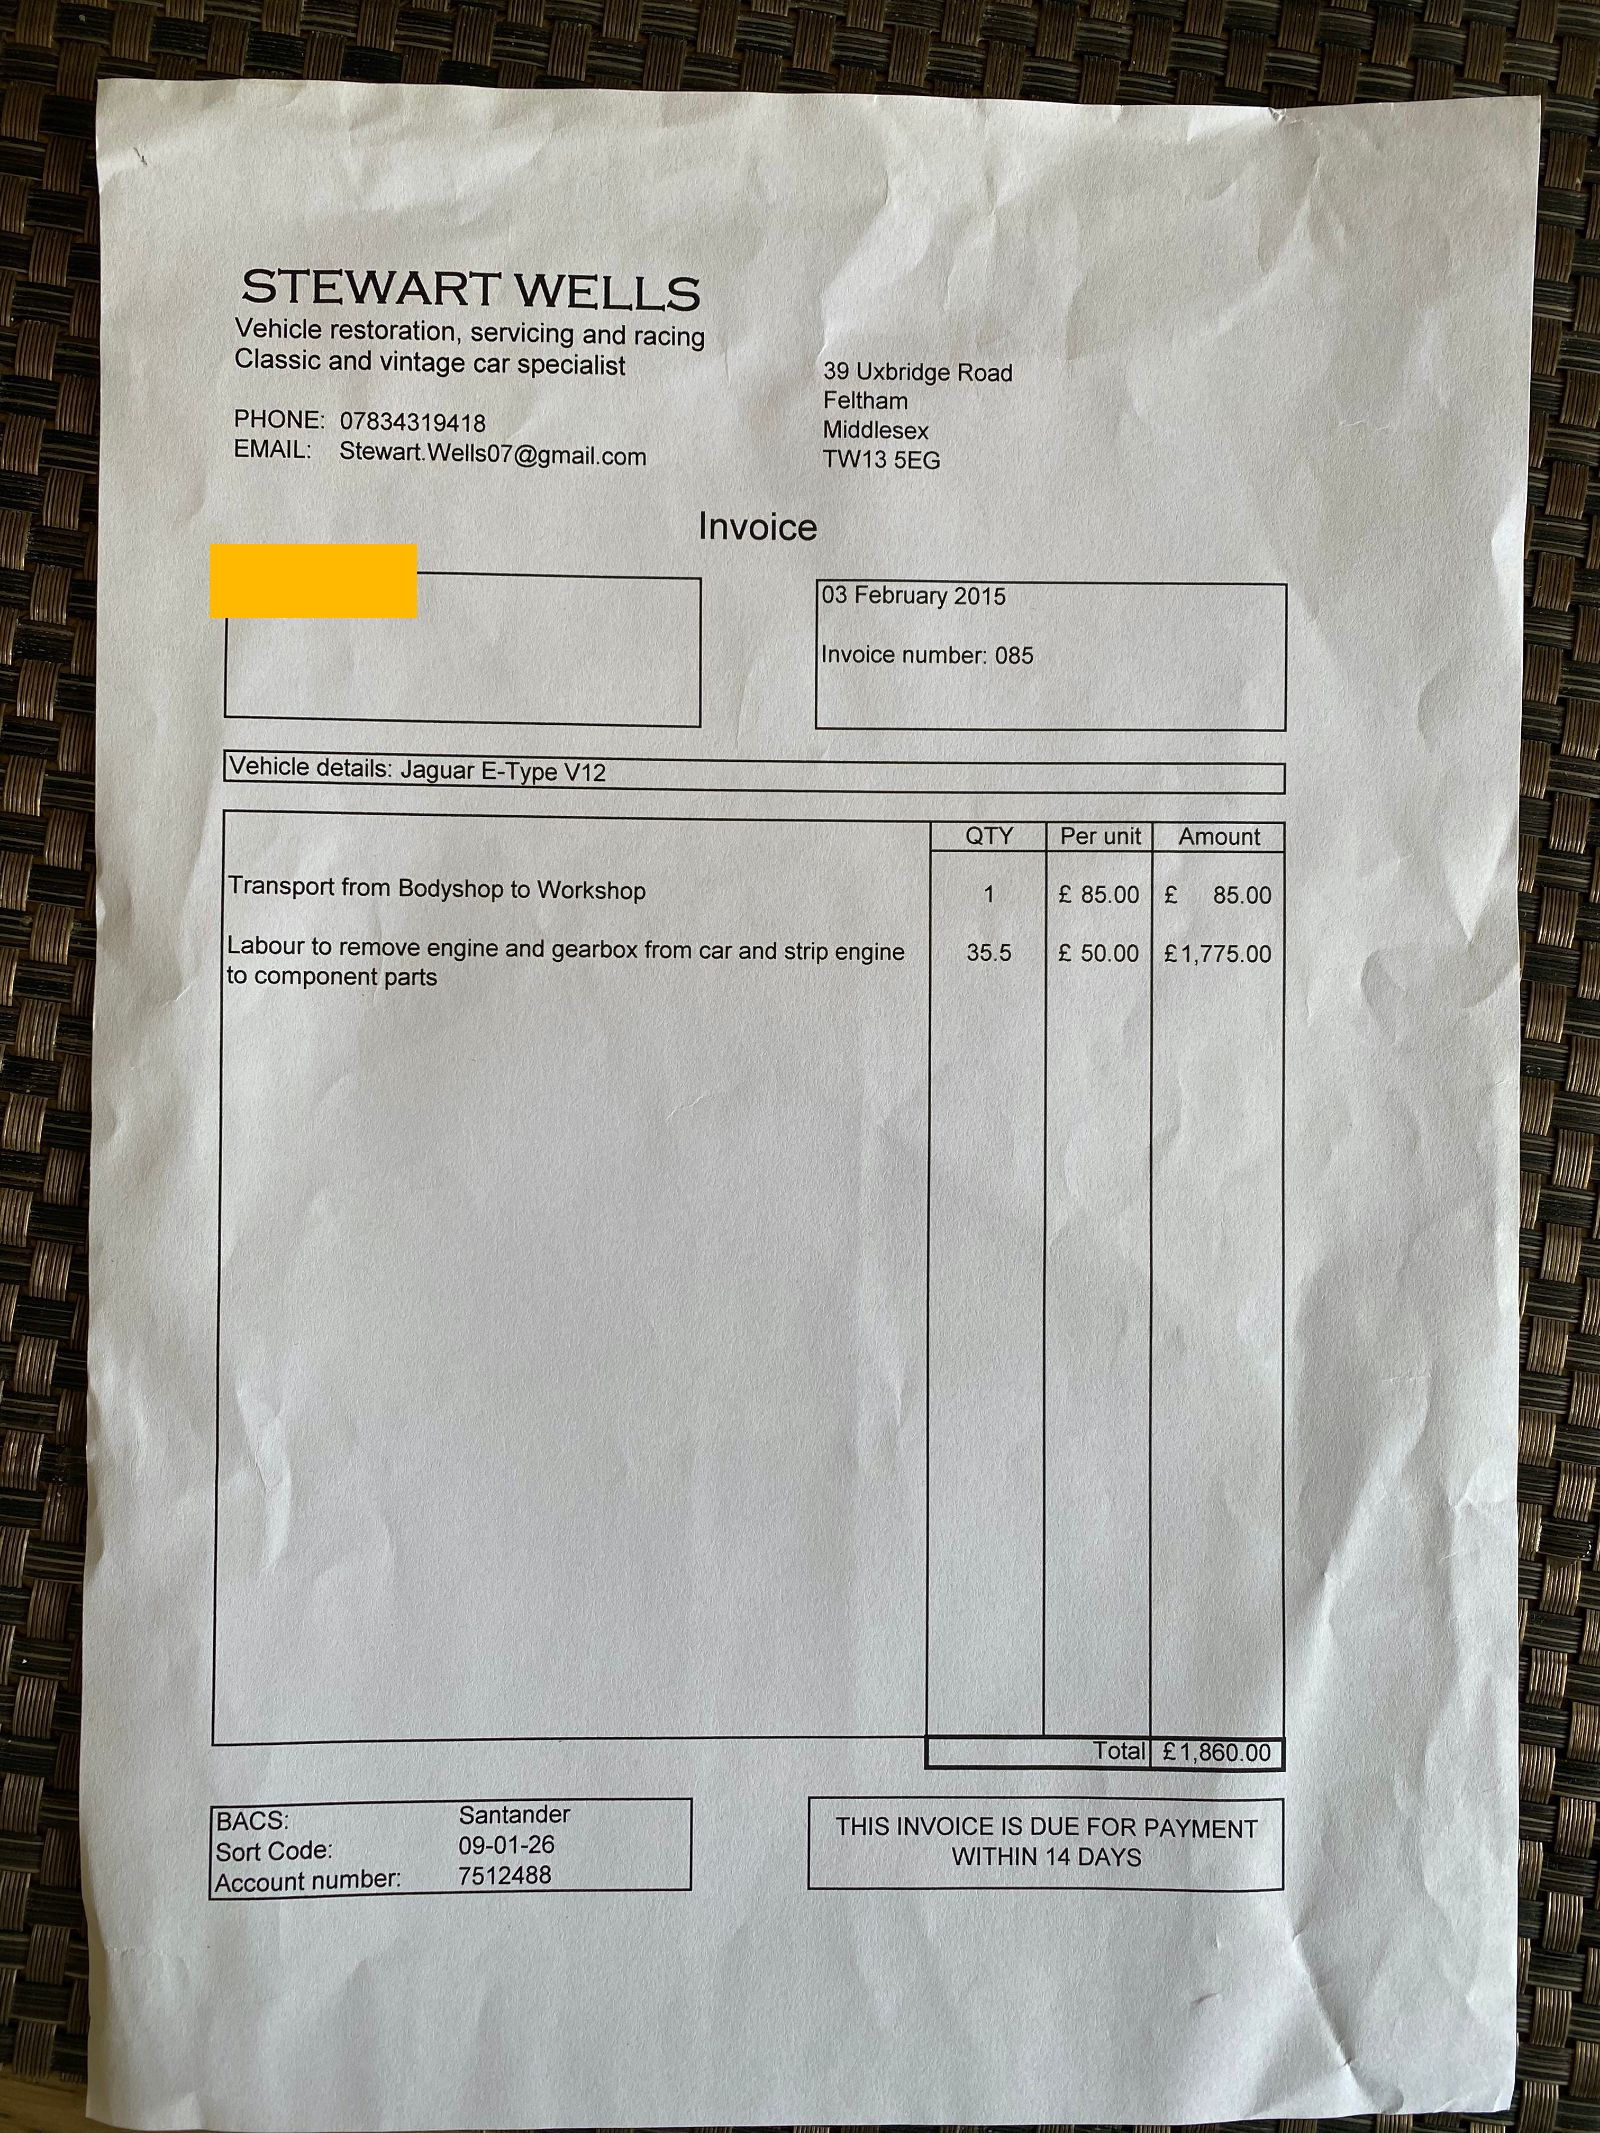 STEWART WELLS
Vehicle restoration, servicing and racing
Classic and vintage car specialist
PHONE: 07834319418
EMAIL: Stewart.Wells07@gmail.com
39 Uxbridge Road
Feltham
Middlesex
TW13 5EG
Invoice
03 February 2015
Invoice number: 085
Vehicle details: Jaguar E-Type V12
QTY Per unit Amount
Transport from Bodyshop to Workshop 1 £ 85.00 £ 85.00
Labour to remove engine and gearbox from car and strip engine 35.5 £ 50.00 £1,775.00
to component parts
Total £1,860.00
BACS: Santander
Sort Code: 09-01-26
Account number: 7512488
THIS INVOICE IS DUE FOR PAYMENT
WITHIN 14 DAYS